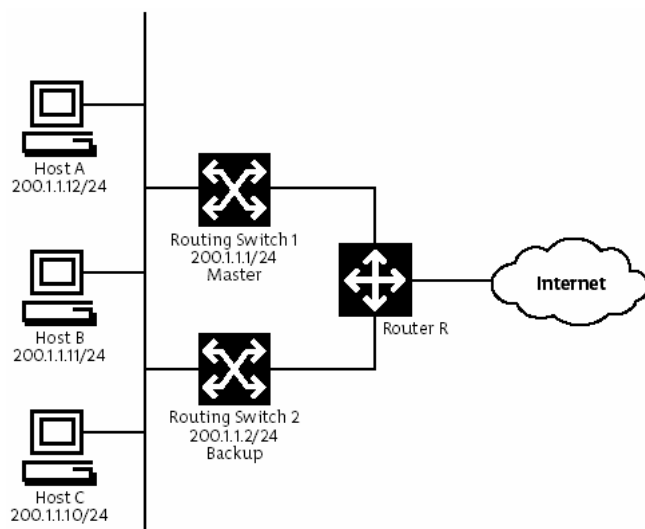 Host A
200.1.1.12/24
Routing Switch 1
200.1.1.1/24
Master
Internet
Router R
Host B
200.1.1.11/24
Routing Switch 2
200.1.1.2/24
Backup
Host C
200.1.1.10/24